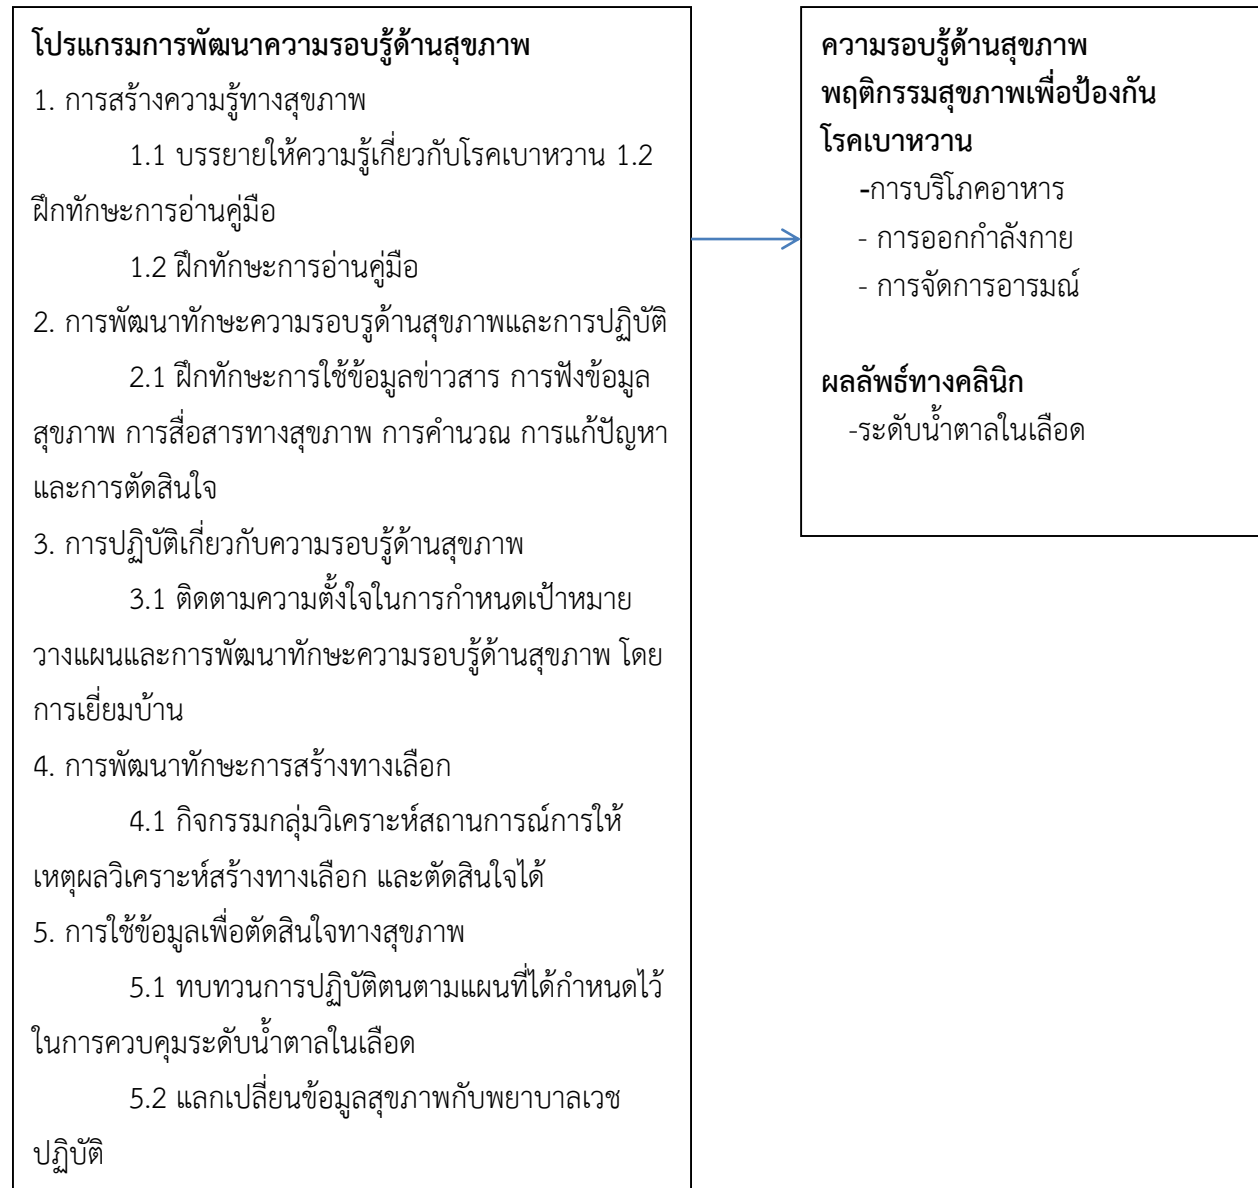 โปรแกรมการพัฒนาความรอบรู้ด้านสุขภาพ
1. การสร้างความรู้ทางสุขภาพ
1.1 บรรยายให้ความรู้เกี่ยวกับโรคเบาหวาน 1.2
ฝึกทักษะการอ่านคู่มือ
1.2 ฝึกทักษะการอ่านคู่มือ
2. การพัฒนาทักษะความรอบรูด้านสุขภาพและการปฏิบัติ
2.1 ฝึกทักษะการใช้ข้อมูลข่าวสาร การฟังข้อมูล
สุขภาพ การสื่อสารทางสุขภาพ การคำนวณ การแก้ปัญหา
และการตัดสินใจ
3. การปฏิบัติเกี่ยวกับความรอบรู้ด้านสุขภาพ
3.1 ติดตามความตั้งใจในการกำหนดเป้าหมาย
วางแผนและการพัฒนาทักษะความรอบรู้ด้านสุขภาพ โดย
การเยี่ยมบ้าน
4. การพัฒนาทักษะการสร้างทางเลือก
4.1 กิจกรรมกลุ่มวิเคราะห์สถานการณ์การให้
เหตุผลวิเคราะห์สร้างทางเลือก และตัดสินใจได้
5. การใช้ข้อมูลเพื่อตัดสินใจทางสุขภาพ
5.1 ทบทวนการปฏิบัติตนตามแผนที่ได้กำหนดไว้
ในการควบคุมระดับน้ำตาลในเลือด
5.2 แลกเปลี่ยนข้อมูลสุขภาพกับพยาบาลเวช
ปฏิบัติ
ความรอบรู้ด้านสุขภาพ
พฤติกรรมสุขภาพเพื่อป้องกัน
โรคเบาหวาน
-การบริโภคอาหาร
- การออกกำลังกาย
- การจัดการอารมณ์
ผลลัพธ์ทางคลินิก
-ระดับน้ำตาลในเลือด